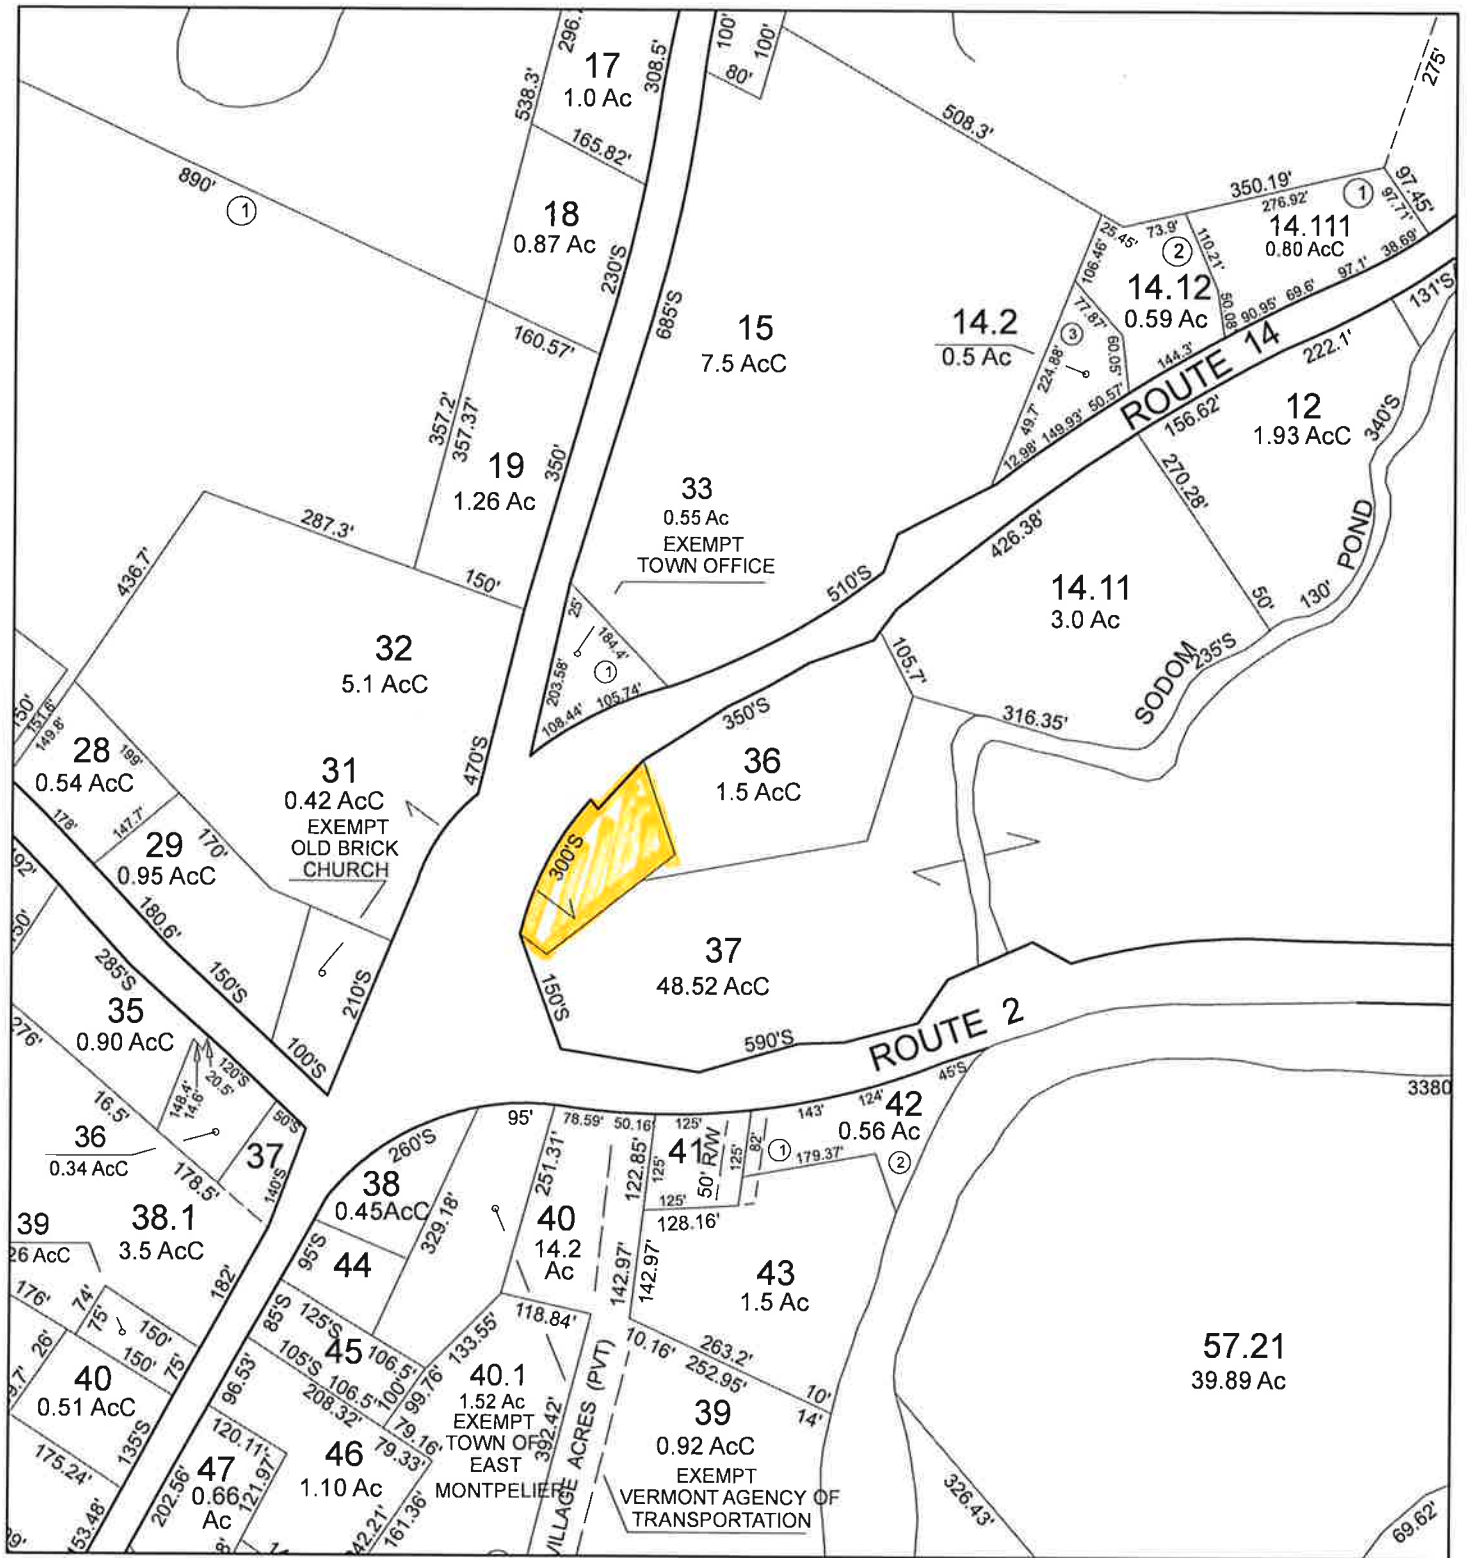 296.
17
1.0 Ac
308.5'
100'
100'
80'
538.3'
165.82'
275'
508.3'
890'
1
18
0.87 Ac
230'S
350.19'
276.92'
1
97.45'
97.71'
14.111
0.80 AcC
38.69'
97.1'
69.6'
90.95'
25.45'
73.9'
2
110.21'
50.08'
106.46'
14.12
0.59 Ac
131'S
685'S
15
7.5 AcC
14.2
0.5 Ac
77.87'
3
60.05'
224.88'
144.3'
50.57'
149.93'
49.7'
12.98'
ROUTE 14
222.1'
156.62'
160.57'
357.2'
357.37'
19
1.26 Ac
350'
12
1.93 AcC
340'S
270.28'
33
0.55 Ac
EXEMPT
TOWN OFFICE
426.38'
510'S
287.3'
436.7'
150'
14.11
3.0 Ac
50'
130'
POND
SODOM
235'S
25'
184.4'
203.58'
1
108.44'
105.74'
105.7'
316.35'
32
5.1 AcC
470'S
350'S
36
1.5 AcC
150'
151.6'
149.8'
28
0.54 AcC
199'
178'
147.7'
31
0.42 AcC
EXEMPT
OLD BRICK
CHURCH
29
0.95 AcC
170'
180.6'
150'S
300'S
37
48.52 AcC
150'S
590'S
ROUTE 2
192'
50'
285'S
210'S
100'S
35
0.90 AcC
276'
120'S
20.5'
148.4'
14.6'
50'S
16.5'
36
0.34 AcC
37
178.5'
140'S
260'S
95'
78.59'
50.16'
125'
143'
124'
45'S
42
0.56 Ac
3380
41
125'
50' R/W
125'
82'
1
179.37'
2
122.85'
125'
128.16'
251.31'
38
0.45AcC
329.18'
40
14.2
Ac
39
26 AcC
38.1
3.5 AcC
182'
95'S
44
142.97'
142.97'
43
1.5 Ac
176'
74'
75'
150'
150'
75'
26'
9.7'
85'S
125'S
45
105'S
106.5'
106.5'
100'
133.55'
118.84'
99.76'
79.16'
79.33'
208.32'
96.53'
10.16'
263.2'
252.95'
10'
14'
57.21
39.89 Ac
40
0.51 AcC
135'S
175.24'
40.1
1.52 Ac
EXEMPT
TOWN OF
EAST
MONTPELIER
392.42'
VILLAGE ACRES (PVT)
39
0.92 AcC
EXEMPT
VERMONT AGENCY OF
TRANSPORTATION
120.11'
121.97'
47
0.66
Ac
202.56'
46
1.10 Ac
42.21'
161.36'
153.48'
326.43'
69.62'